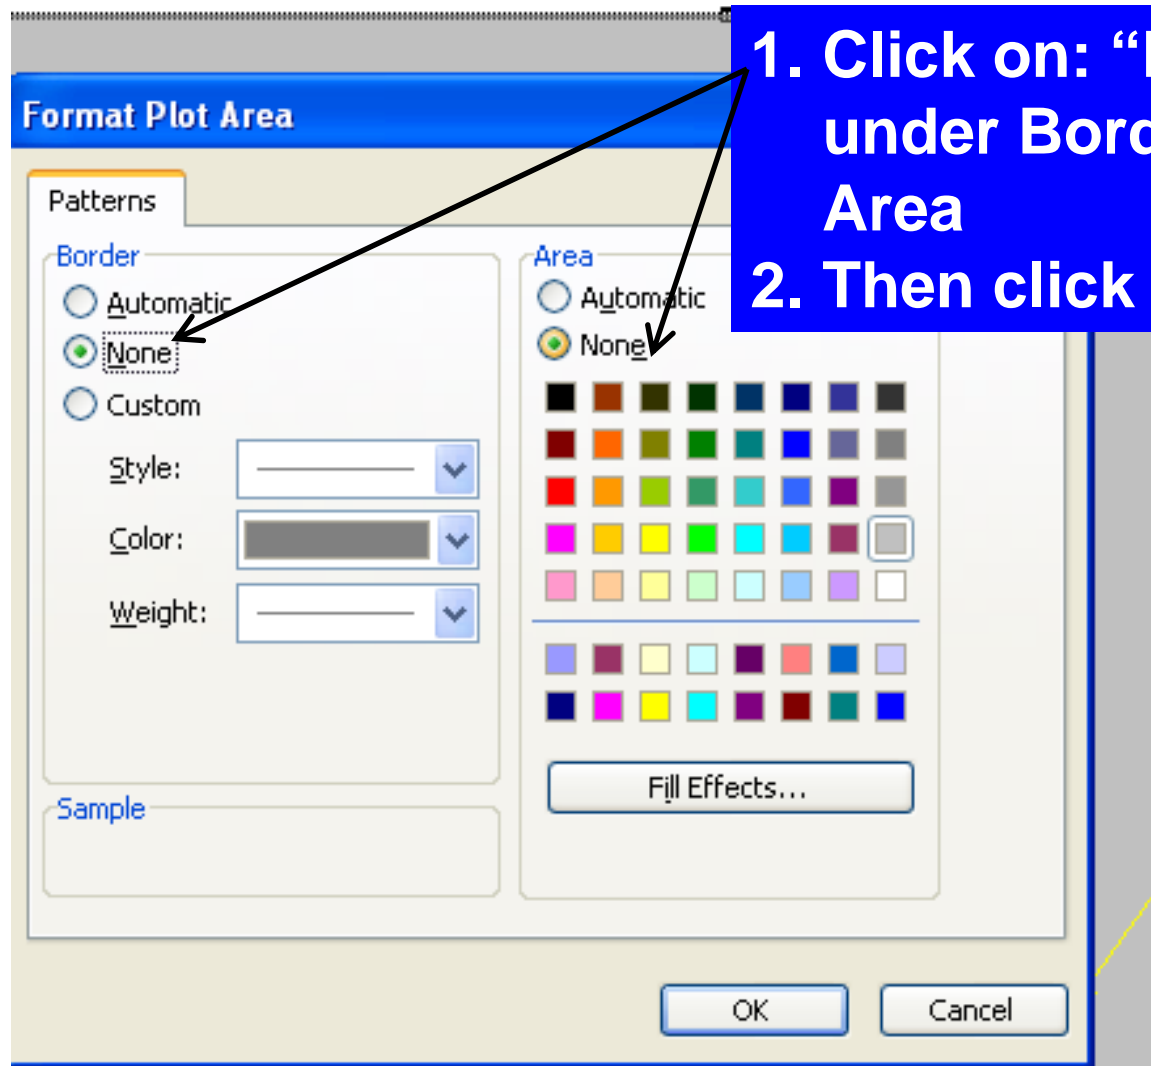 1. Click on: “
under Bord
Area
2. Then click
Format Plot Area
Patterns
Border
Automatic
None
Custom
Style:
Color:
Weight:
Sample
Area
Automatic
None
Fill Effects...
OK
Cancel